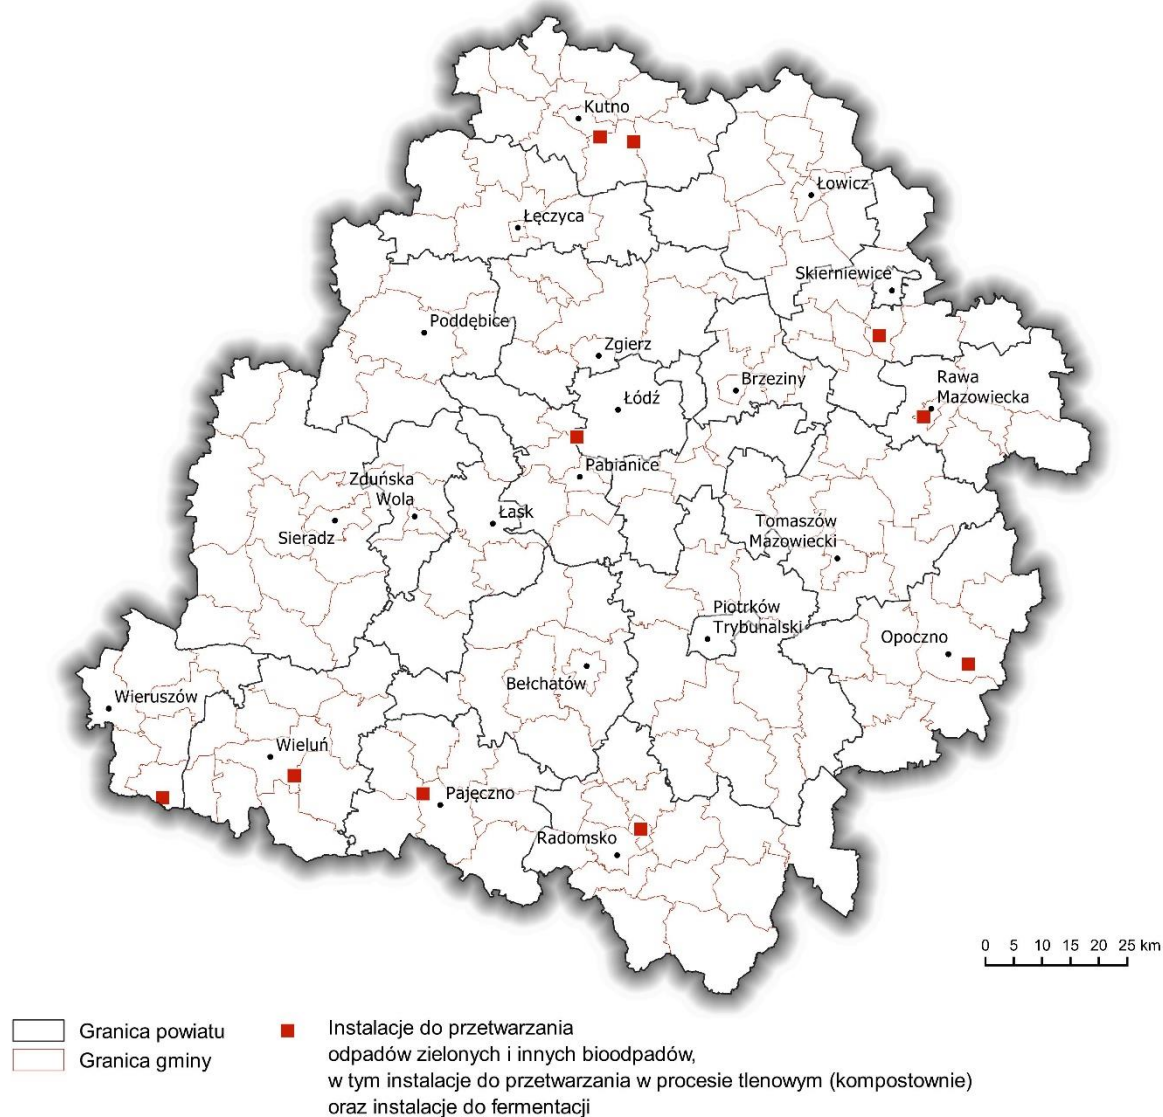 Kutno
Łowicz
Łęczyca
Skierniewice
Poddębice
Zgierz
Rawa
Mazowiecka
Brzeziny
Łódź
Pabianice
Zduńska
Wola
Łask
Sieradz
Tomaszów
Mazowiecki
Piotrków
Trybunalski
Opoczno
Bełchatów
Wieruszów
Wieluń
Pajęczno
Radomsko
0 5 10 15 20 25 km
Granica powiatu
Granica gminy
Instalacje do przetwarzania
odpadów zielonych i innych bioodpadów,
w tym instalacje do przetwarzania w procesie tlenowym (kompostownie)
oraz instalacje do fermentacji